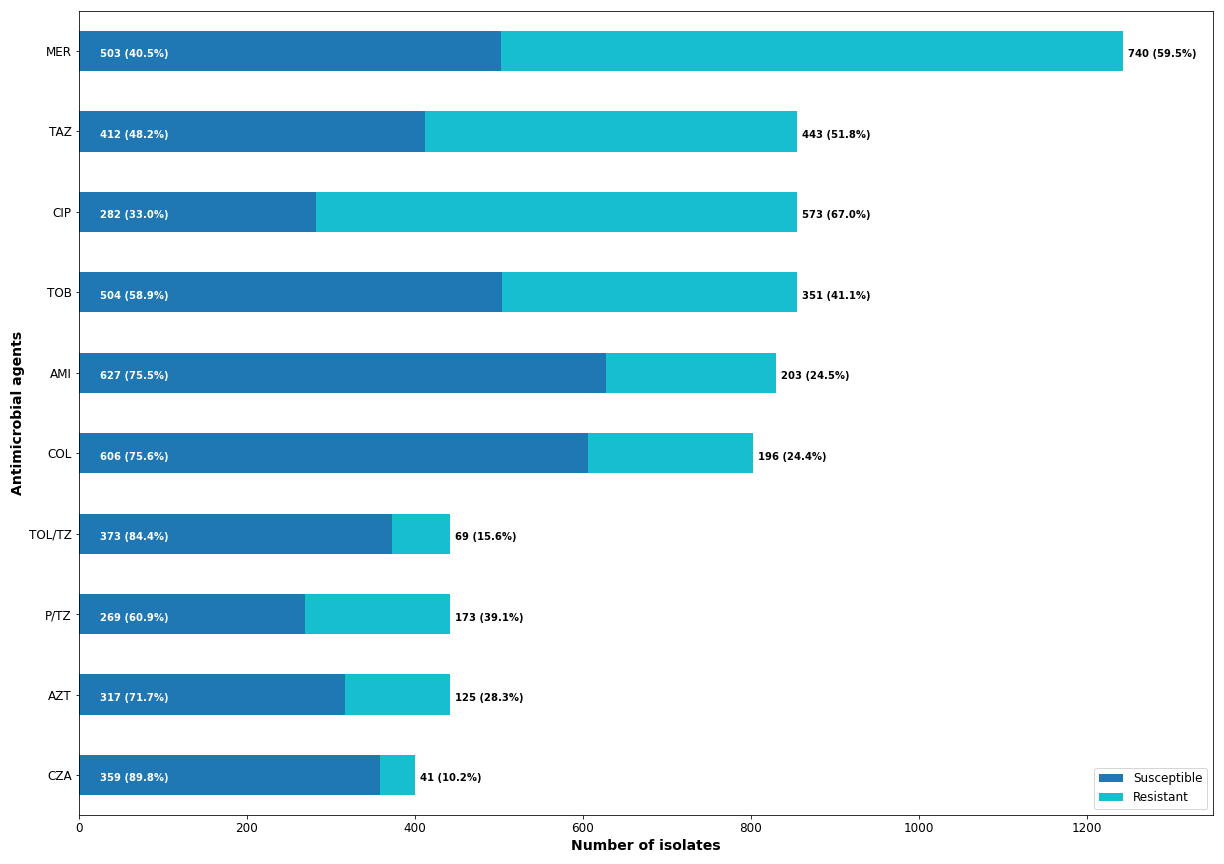 MER
503 (40.5%)
740 (59.5%)
TAZ
412 (48.2%)
443 (51.8%)
CIP
282 (33.0%)
573 (67.0%)
TOB
504 (58.9%)
351 (41.1%)
AMI
627 (75.5%)
203 (24.5%)
COL
606 (75.6%)
196 (24.4%)
TOL/TZ
373 (84.4%)
69 (15.6%)
P/TZ
269 (60.9%)
173 (39.1%)
AZT
317 (71.7%)
125 (28.3%)
CZA
359 (89.8%)
41 (10.2%)
Antimicrobial agents
Susceptible
Resistant
0 200 400 600 800 1000 1200
Number of isolates